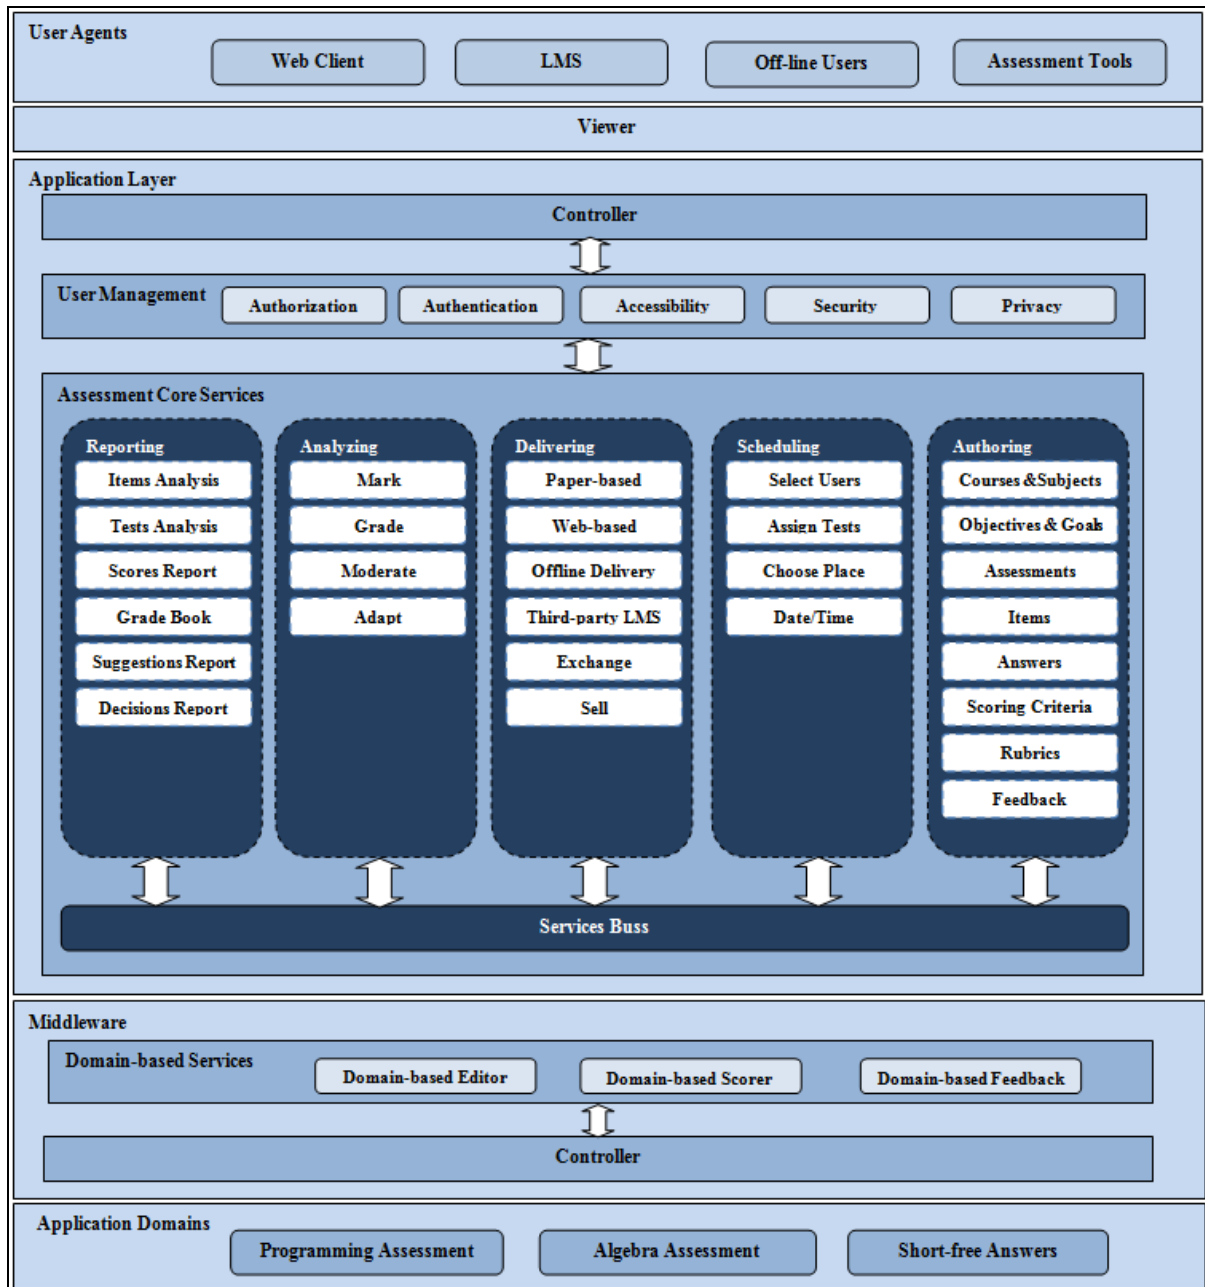 User Agents
Web Client
LMS
Off-line Users
Assessment Tools
Viewer
Application Layer
Controller
User Management
Authorization
Authentication
Accessibility
Security
Privacy
Assessment Core Services
Reporting
Items Analysis
Tests Analysis
Scores Report
Grade Book
Suggestions Report
Decisions Report
Analyzing
Mark
Grade
Moderate
Adapt
Delivering
Paper-based
Web-based
Offline Delivery
Third-party LMS
Exchange
Sell
Scheduling
Select Users
Assign Tests
Choose Place
Date/Time
Authoring
Courses &Subjects
Objectives & Goals
Assessments
Items
Answers
Scoring Criteria
Rubrics
Feedback
Services Buss
Middleware
Domain-based Services
Domain-based Editor
Domain-based Scorer
Domain-based Feedback
Controller
Application Domains
Programming Assessment
Algebra Assessment
Short-free Answers